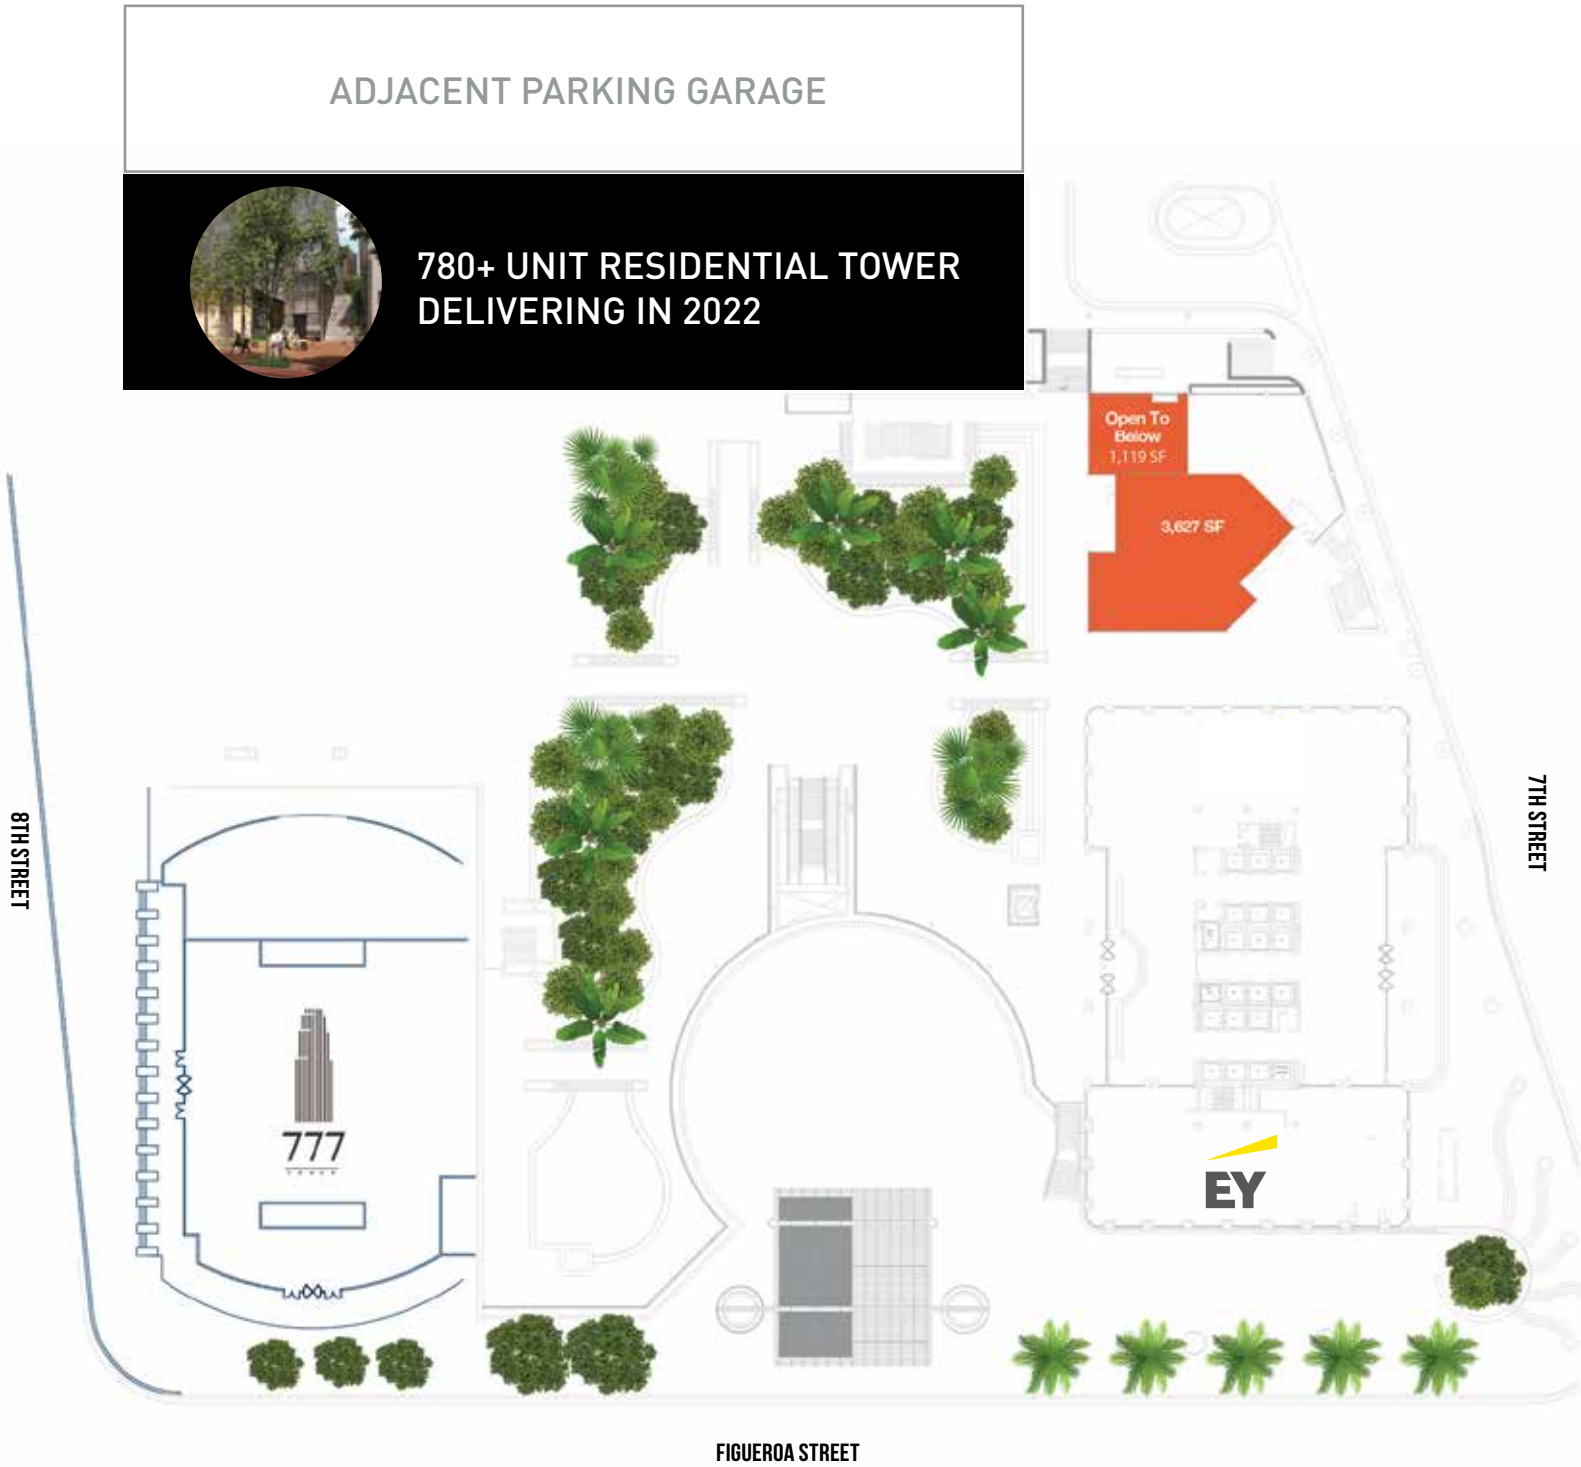 ADJACENT PARKING GARAGE
780+ UNIT RESIDENTIAL TOWER
DELIVERING IN 2022
Open To
Below
1,119 SF
3,627 SF
8TH STREET
7TH STREET
777
TOWER
EY
FIGUEROA STREET